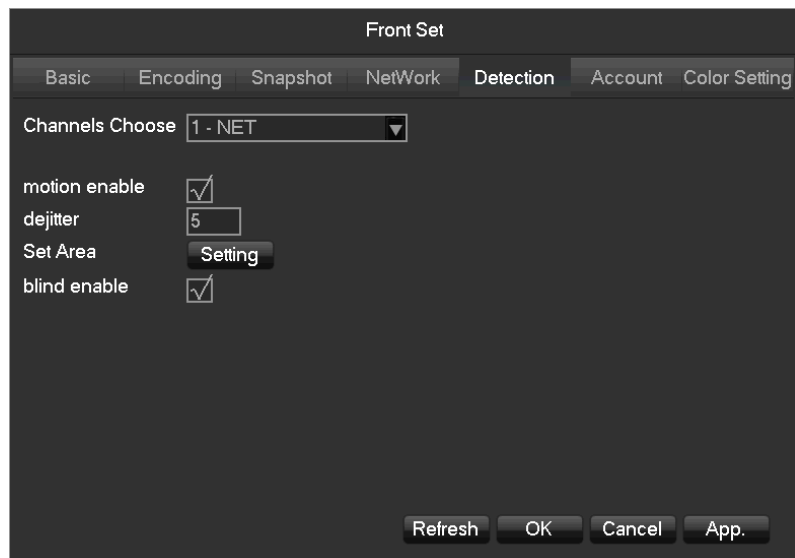 Front Set
Basic Encoding Snapshot NetWork Detection Account Color Setting
Channels Choose 1 - NET
motion enable
dejitter 5
Set Area Setting
blind enable
Refresh OK Cancel App.